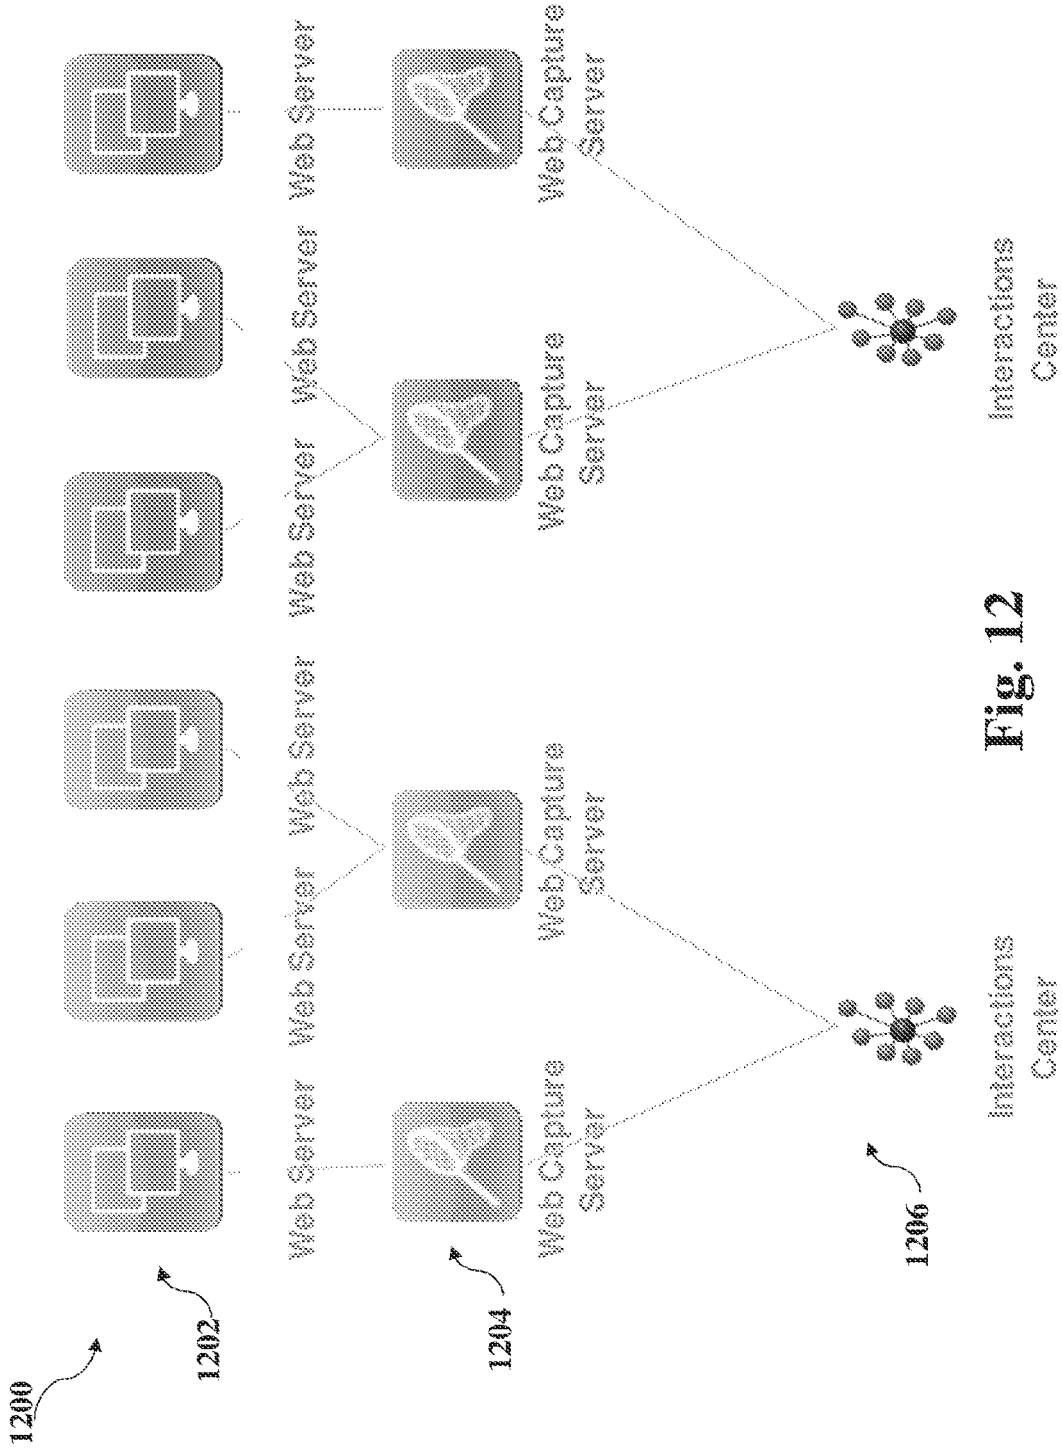 1200
1202
Web Server
Web Server
Web Server
Web Server
Web Server
Web Server
1204
Web Capture
Server
Web Capture
Server
Web Capture
Server
Web Capture
Server
1206
Interactions
Center
Interactions
Center
Fig. 12